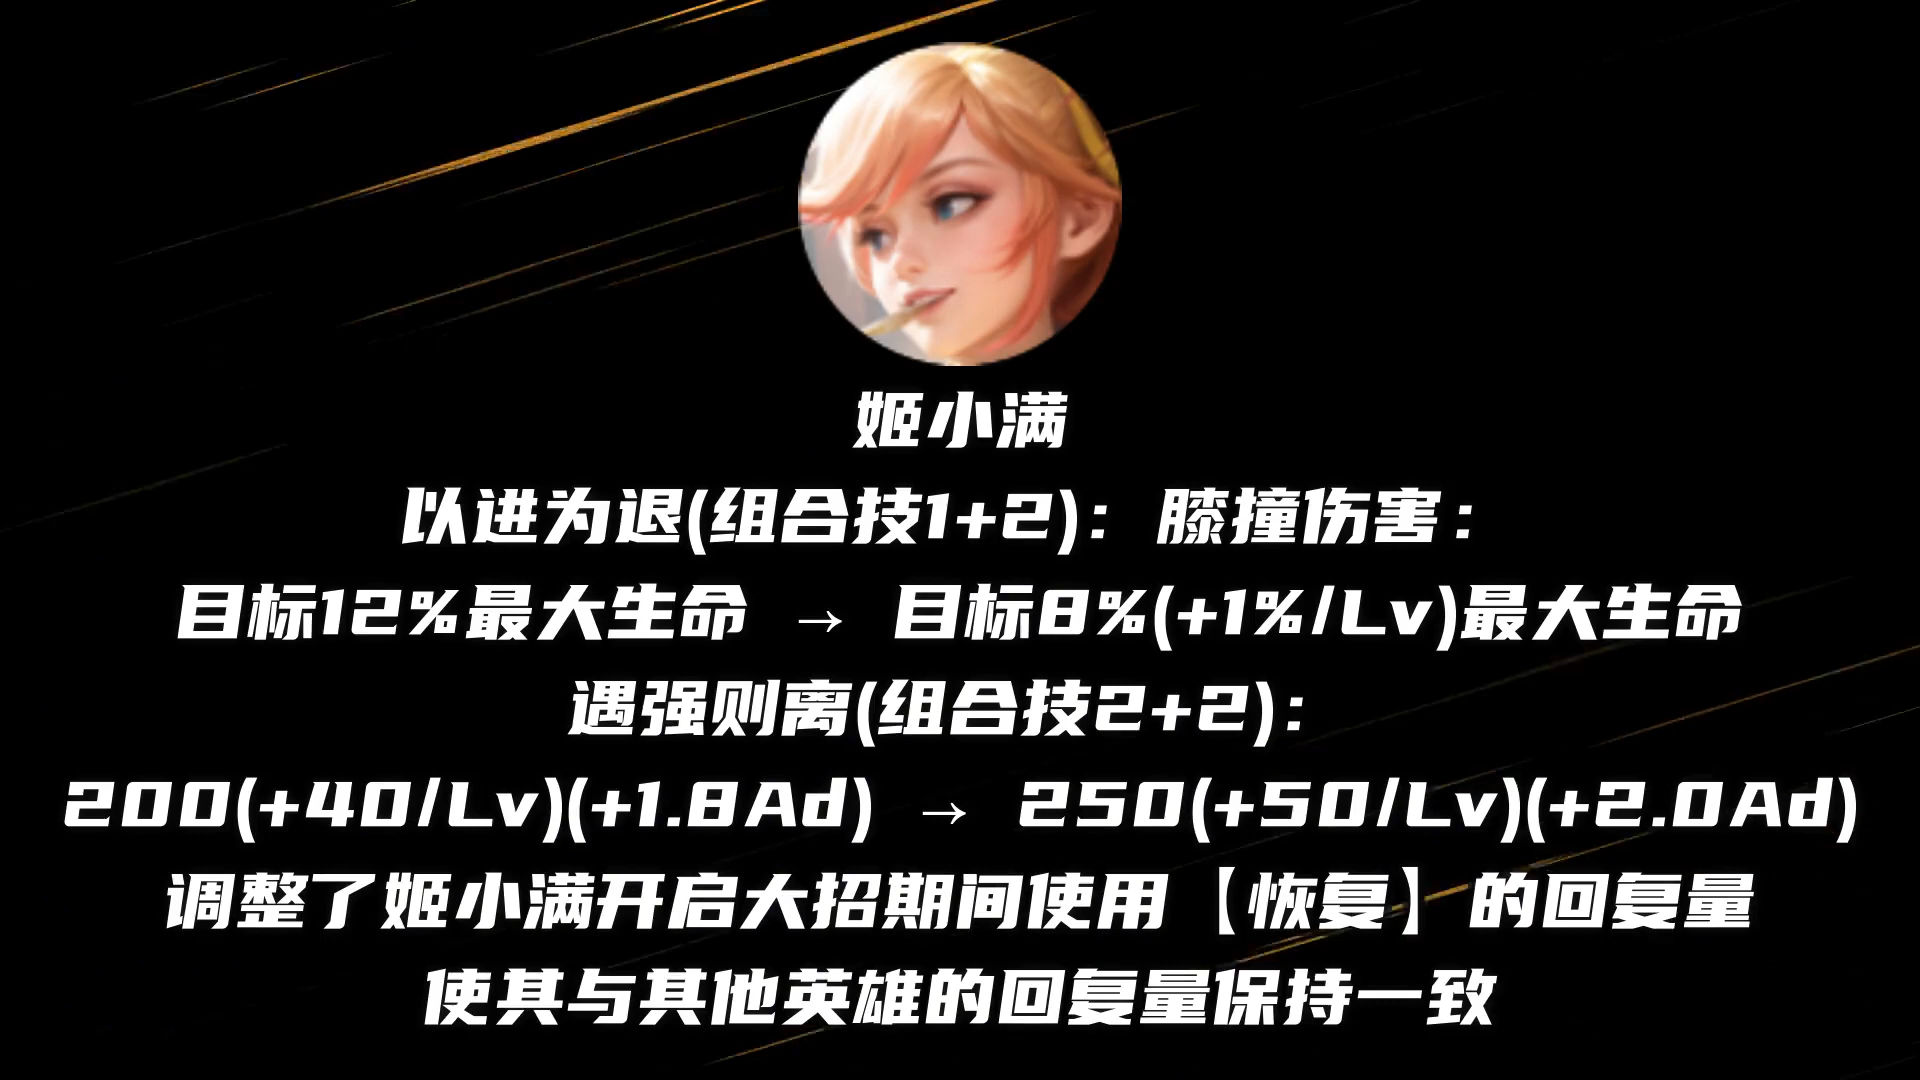 姬小满
以进为退(组合技1+2)：膝撞伤害：
目标12%最大生命 → 目标8%(+1%/Lv)最大生命
遇强则离(组合技2+2)：
200(+40/Lv)(+1.8Ad) → 250(+50/Lv)(+2.0Ad)
调整了姬小满开启大招期间使用【恢复】的回复量
使其与其他英雄的回复量保持一致